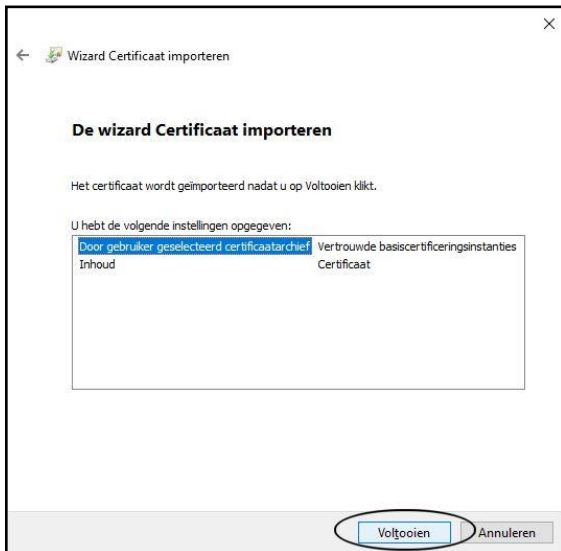 Wizard Certificaat importeren
De wizard Certificaat importeren
Het certificaat wordt geïmporteerd nadat u op Voltooien klikt.
U hebt de volgende instellingen opgegeven:
Door gebruiker geselecteerd certificaatarchief Vertrouwde basiscertificeringsinstanties
Inhoud Certificaat
Voltooien Annuleren